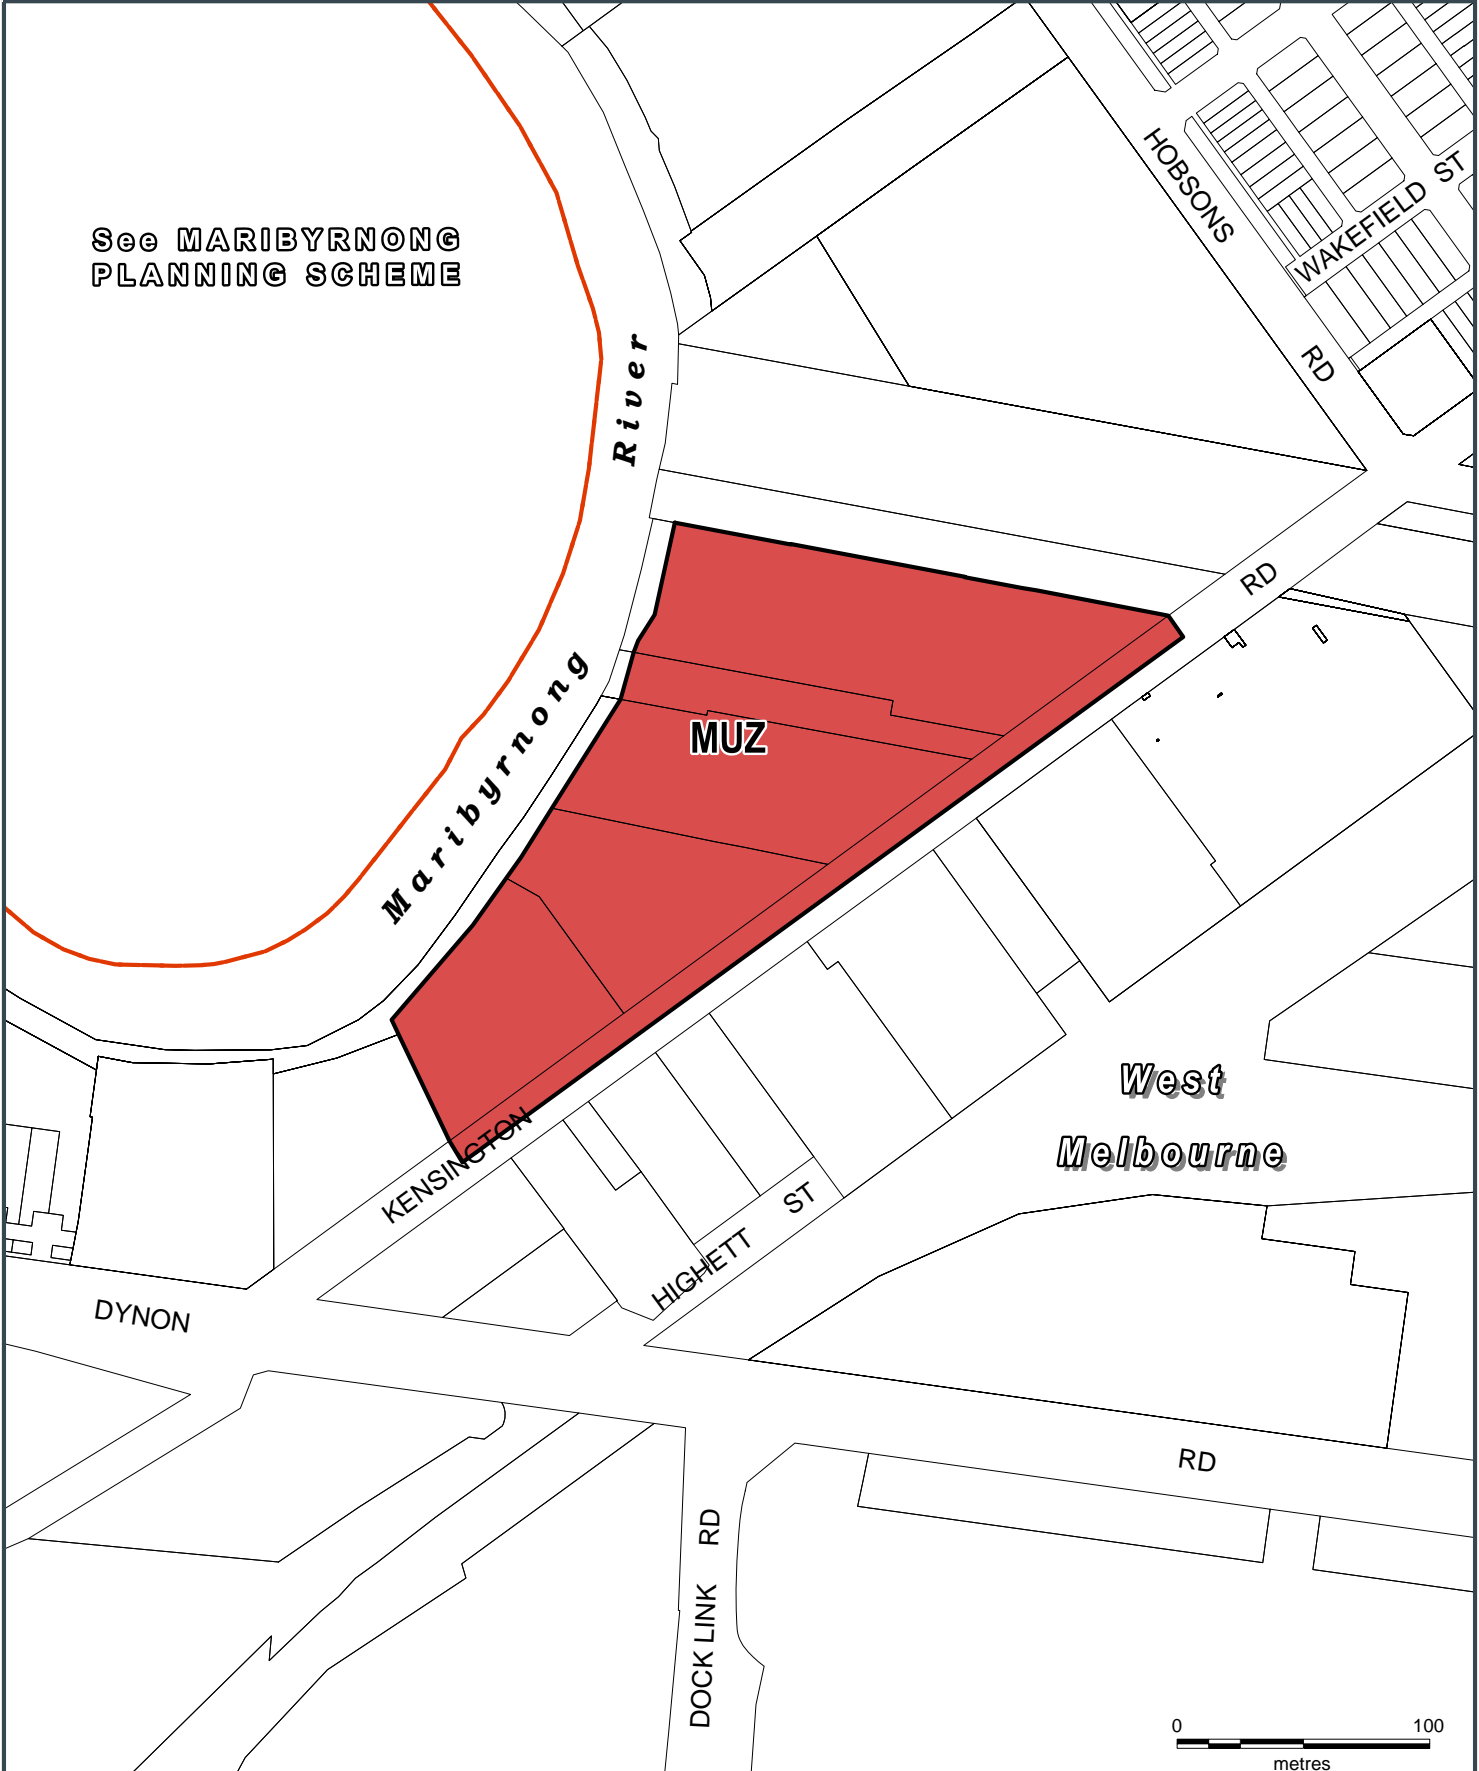 HOBSONS
RD
WAKEFIELD ST
See MARIBYRNONG
PLANNING SCHEME
Maribyrnong River
RD
MUZ
West
Melbourne
KENSINGTON
HIGHETT ST
DYNON
RD
DOCK LINK RD
0 100
metres